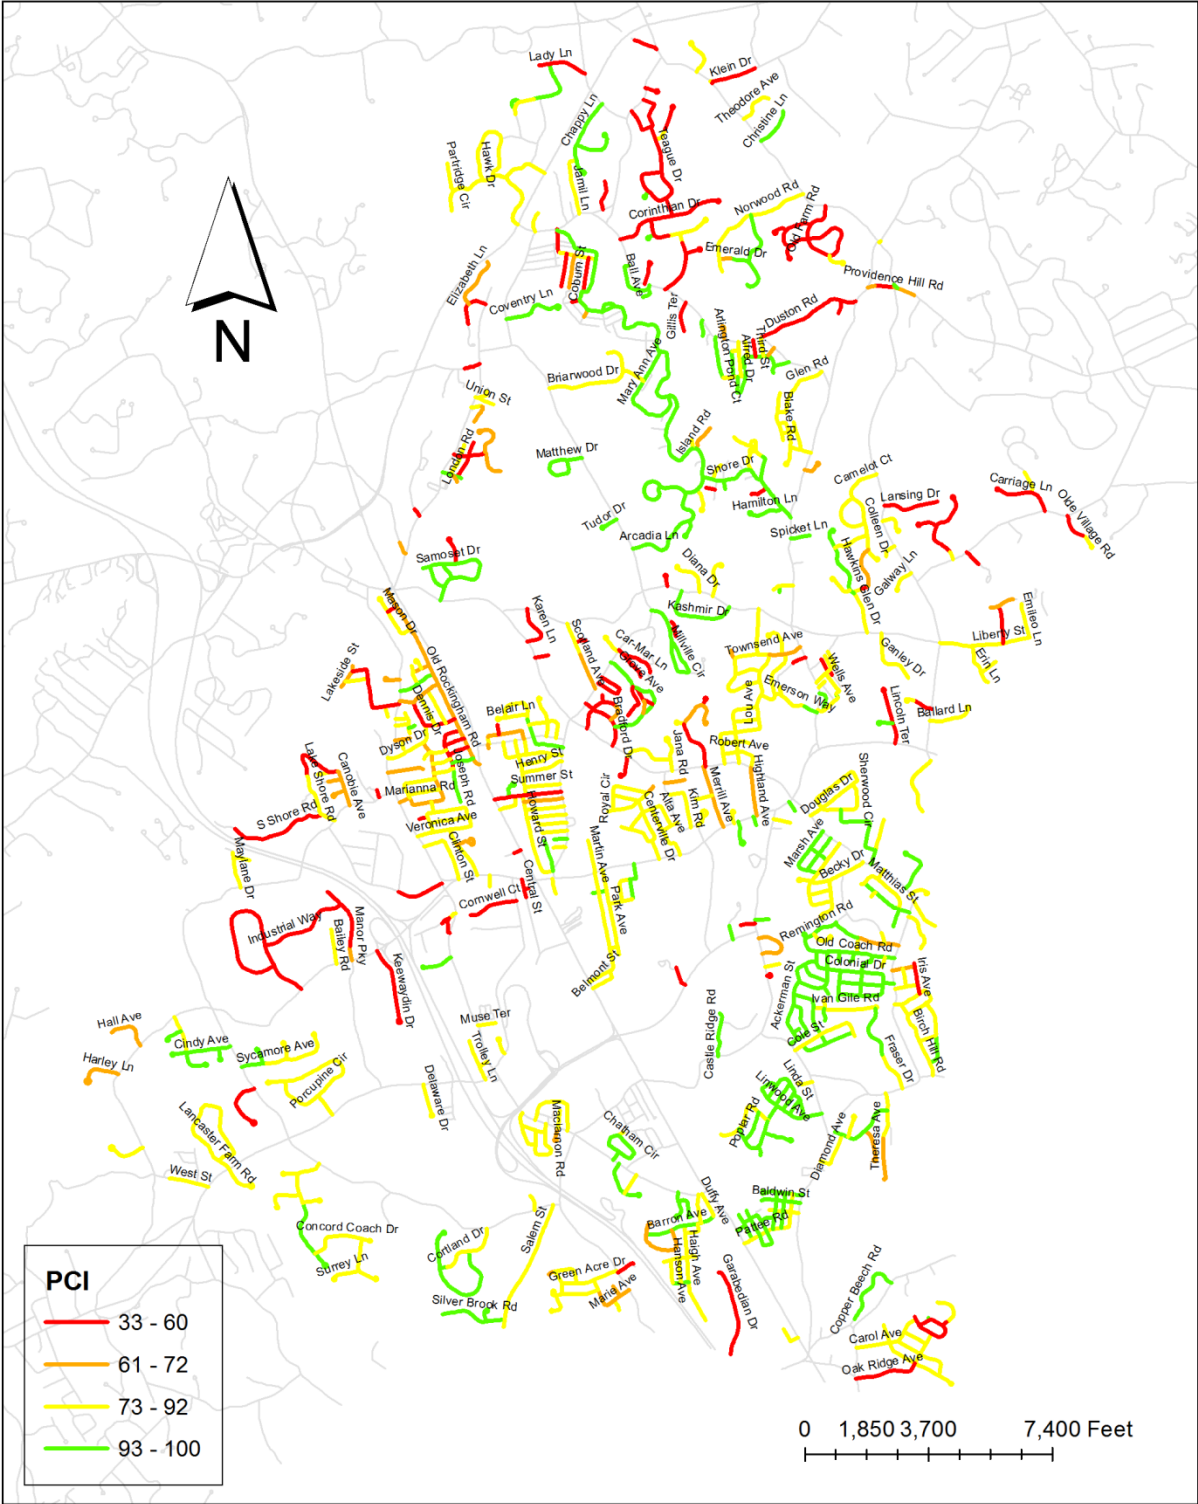 Lady Ln
Klein Dr
Theodore Ave
Christine Ln
Chappy Ln
Teague Dr
Partridge Cir
Hawk Dr
Jamil Ln
Corinthian Dr
Norwood Rd
Old Farm Rd
Emerald Dr
Elizabeth Ln
Coburn St
Ball Ave
Providence Hill Rd
Coventry Ln
Gillis Ter
Duston Rd
N
Arlington Pond Ct
Alfred Dr
Third St
Mary Ann Ave
Briarwood Dr
Glen Rd
Union St
Blake Rd
Island Rd
London Rd
Matthew Dr
Shore Dr
Camelot Ct
Carriage Ln
Lansing Dr
Hamilton Ln
Olde Village Rd
Tudor Dr
Colleen Dr
Spicket Ln
Arcadia Ln
Samoset Dr
Diana Dr
Hawkins Glen Dr
Galway Ln
Mason Dr
Karen Ln
Kashmir Dr
Emileo Ln
Scotland Ave
Car-Mar Ln
Millville Cir
Townsend Ave
Liberty St
Lakeside St
Old Rockingham Rd
Grove Ave
Wells Ave
Ganley Dr
Erin Ln
Dennis Dr
Bradford Dr
Lou Ave
Emerson Way
Lincoln Ter
Ballard Ln
Belair Ln
Dyson Dr
Jana Rd
Robert Ave
Lake Shore Rd
Canobie Ave
Joseph Rd
Henry St
Summer St
Highland Ave
Sherwood Cir
Marianna Rd
Royal Cir
Merrill Ave
Douglas Dr
S Shore Rd
Howard St
Centerville Dr
Alta Ave
Kim Rd
Veronica Ave
Maylane Dr
Clinton St
Martin Ave
Marsh Ave
Becky Dr
Central St
Matthias St
Cornwell Ct
Park Ave
Industrial Way
Manor Pky
Bailey Rd
Remington Rd
Old Coach Rd
Keewaydin Dr
Colonial Dr
Iris Ave
Belmont St
Ackerman St
Ivan Gile Rd
Hall Ave
Muse Ter
Castle Ridge Rd
Birch Hill Rd
Cindy Ave
Sycamore Ave
Trolley Ln
Cole St
Fraser Dr
Harley Ln
Porcupine Cir
Delaware Dr
Linda St
Linwood Ave
Lancaster Farm Rd
Maclarnon Rd
Chatham Cir
Poplar Rd
Diamond Ave
Theresa Ave
West St
Duffy Ave
Baldwin St
Concord Coach Dr
Salem St
Barron Ave
Pattee Rd
Cortland Dr
Surrey Ln
Haigh Ave
Hanson Ave
Green Acre Dr
Garabedian Dr
Copper Beech Rd
Silver Brook Rd
Marie Ave
Carol Ave
Oak Ridge Ave
PCI
33 - 60
61 - 72
73 - 92
93 - 100
0 1,850 3,700 7,400 Feet